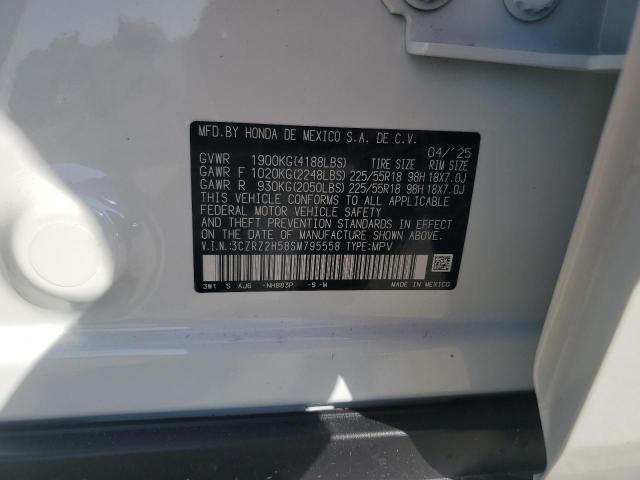 MFD.BY HONDA DE MEXICO S.A. DE C.V.
04/'25
GVWR 1900KG(4188LBS) TIRE SIZE RIM SIZE
GAWR F 1020KG(2248LBS) 225/55R18 98H 18X7.0J
GAWR R 930KG(2050LBS) 225/55R18 98H 18X7.0J
THIS VEHICLE CONFORMS TO ALL APPLICABLE
FEDERAL MOTOR VEHICLE SAFETY AND THEFT
PREVENTION STANDARDS IN EFFECT ON THE DATE
OF MANUFACTURE SHOWN ABOVE.
V.I.N.:3CZRZ2H58SM795558 TYPE:MPV
3W1 S AJ6 -NH883P -S -W
MADE IN MEXICO